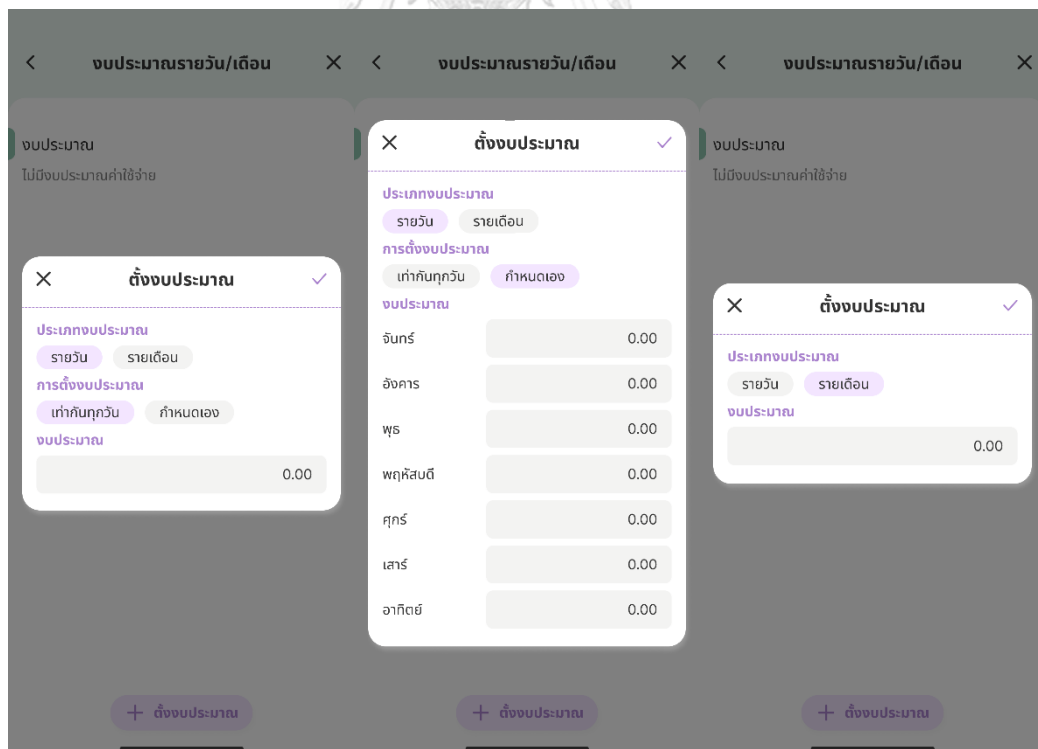 งบประมาณรายวัน/เดือน
งบประมาณ
ไม่มีงบประมาณค่าใช้จ่าย
ตั้งงบประมาณ
ประเภทงบประมาณ
รายวัน รายเดือน
การตั้งงบประมาณ
เท่ากันทุกวัน กำหนดเอง
งบประมาณ
0.00
+ ตั้งงบประมาณ
งบประมาณรายวัน/เดือน
ตั้งงบประมาณ
ประเภทงบประมาณ
รายวัน รายเดือน
การตั้งงบประมาณ
เท่ากันทุกวัน กำหนดเอง
งบประมาณ
จันทร์ 0.00
อังคาร 0.00
พุธ 0.00
พฤหัสบดี 0.00
ศุกร์ 0.00
เสาร์ 0.00
อาทิตย์ 0.00
+ ตั้งงบประมาณ
งบประมาณรายวัน/เดือน
งบประมาณ
ไม่มีงบประมาณค่าใช้จ่าย
ตั้งงบประมาณ
ประเภทงบประมาณ
รายวัน รายเดือน
งบประมาณ
0.00
+ ตั้งงบประมาณ